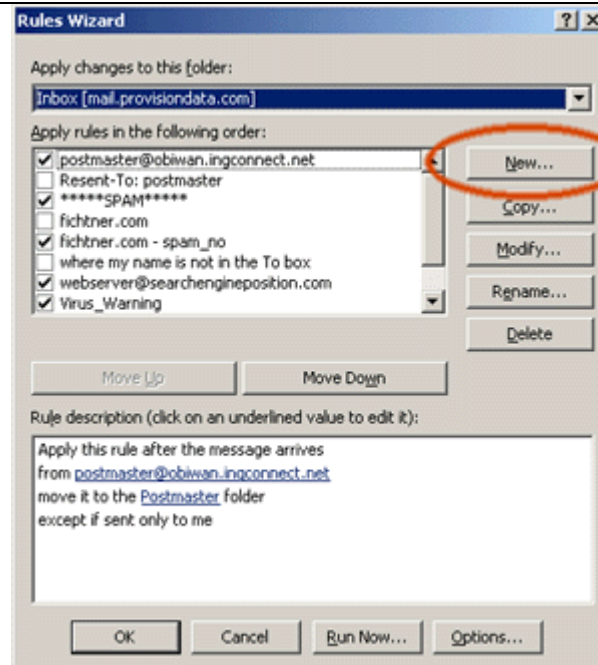 Rules Wizard
Apply changes to this folder:
Inbox [mail.provisiondata.com]
Apply rules in the following order:
postmaster@obiwan.ingconnect.net
Resent-To: postmaster
*****SPAM*****
fichtner.com
fichtner.com - spam_no
where my name is not in the To box
webserver@searchengineposition.com
Virus_Warning
New...
Copy...
Modify...
Rename...
Delete
Move Up
Move Down
Rule description (click on an underlined value to edit it):
Apply this rule after the message arrives
from postmaster@obiwan.ingconnect.net
move it to the Postmaster folder
except if sent only to me
OK
Cancel
Run Now...
Options...